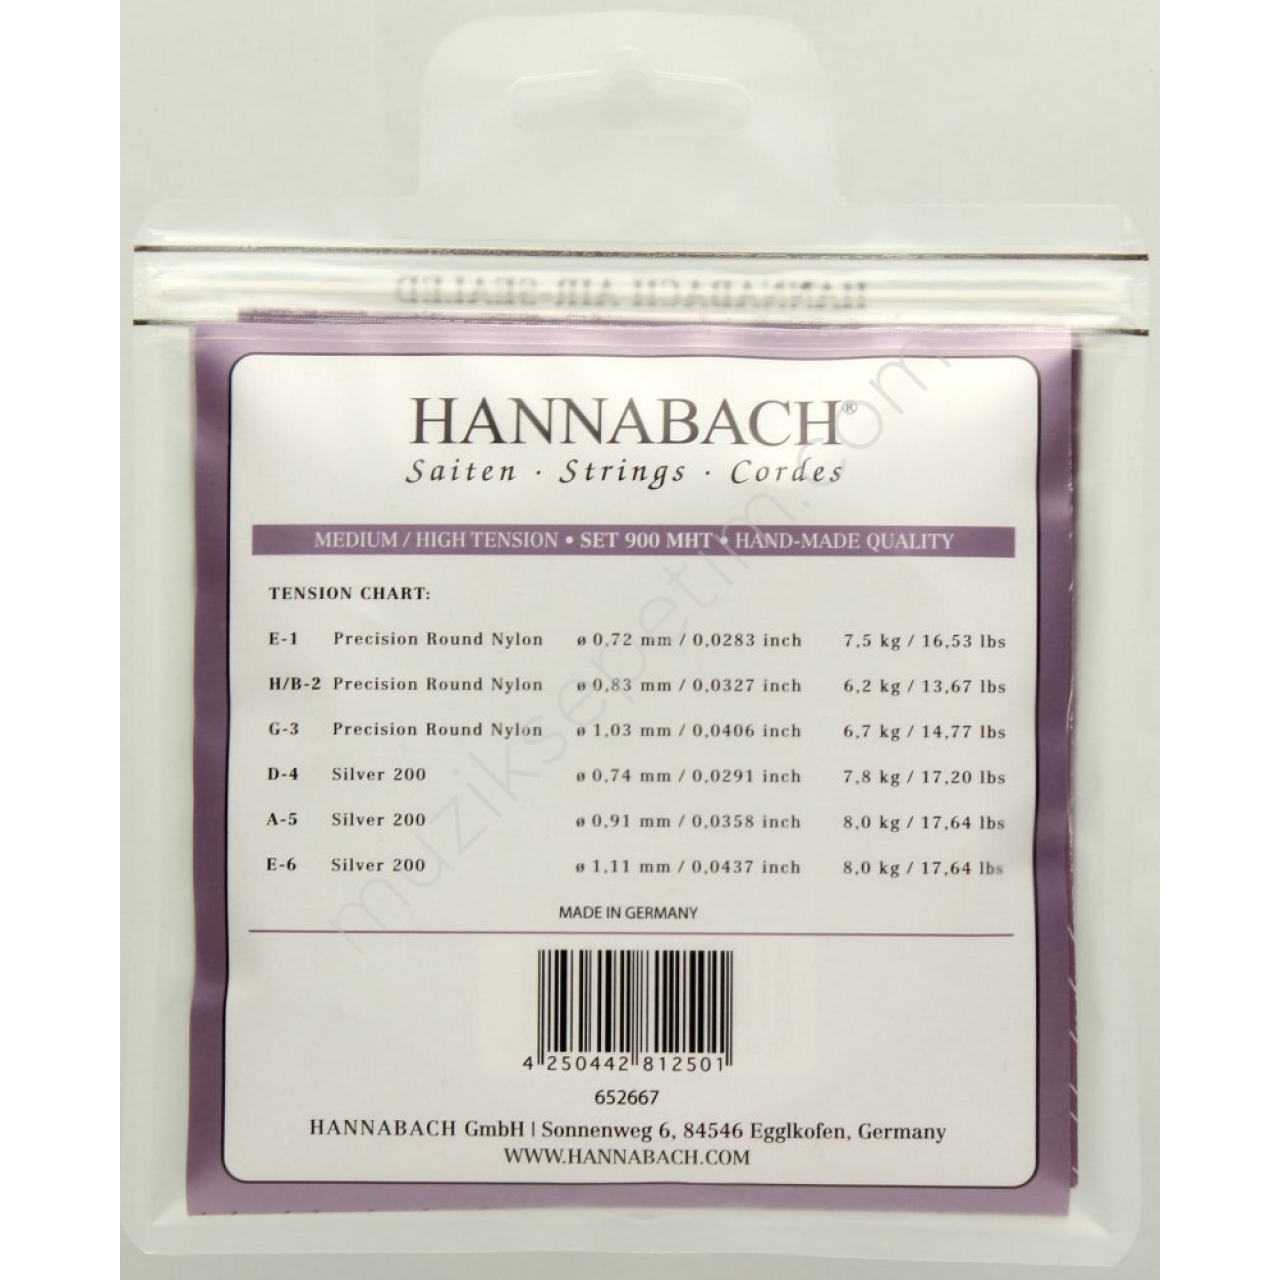 HANNABACH AIR-SEALED
HANNABACH®
Saiten · Strings · Cordes
MEDIUM / HIGH TENSION • SET 900 MHT • HAND-MADE QUALITY
TENSION CHART:
E-1 Precision Round Nylon ø 0,72 mm / 0,0283 inch 7,5 kg / 16,53 lbs
H/B-2 Precision Round Nylon ø 0,83 mm / 0,0327 inch 6,2 kg / 13,67 lbs
G-3 Precision Round Nylon ø 1,03 mm / 0,0406 inch 6,7 kg / 14,77 lbs
D-4 Silver 200 ø 0,74 mm / 0,0291 inch 7,8 kg / 17,20 lbs
A-5 Silver 200 ø 0,91 mm / 0,0358 inch 8,0 kg / 17,64 lbs
E-6 Silver 200 ø 1,11 mm / 0,0437 inch 8,0 kg / 17,64 lbs
MADE IN GERMANY
4 250442 812501
652667
HANNABACH GmbH | Sonnenweg 6, 84546 Egglkofen, Germany
WWW.HANNABACH.COM
muziksepetim.com